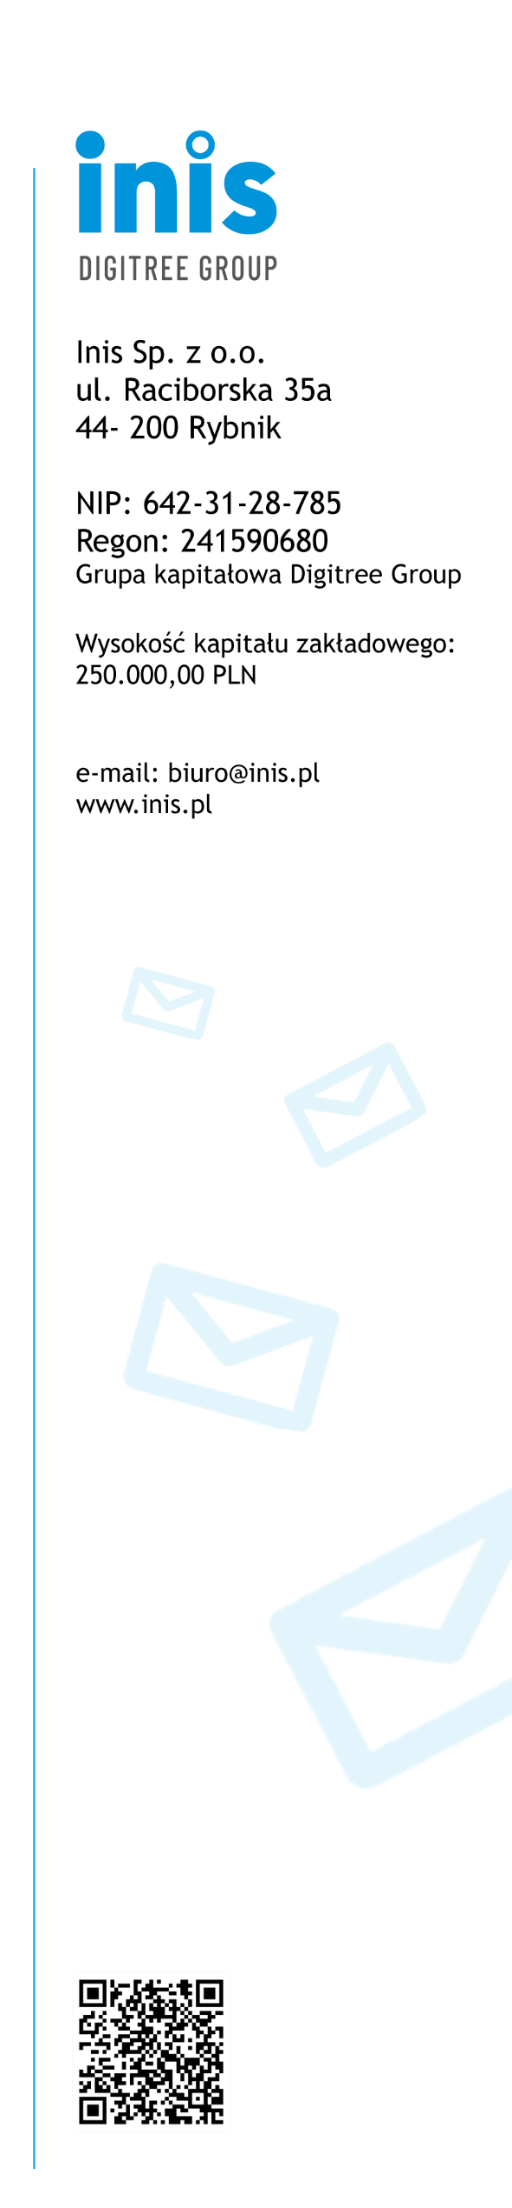 inis
DIGITREE GROUP
Inis Sp. z o.o.
ul. Raciborska 35a
44- 200 Rybnik
NIP: 642-31-28-785
Regon: 241590680
Grupa kapitałowa Digitree Group
Wysokość kapitału zakładowego:
250.000,00 PLN
e-mail: biuro@inis.pl
www.inis.pl